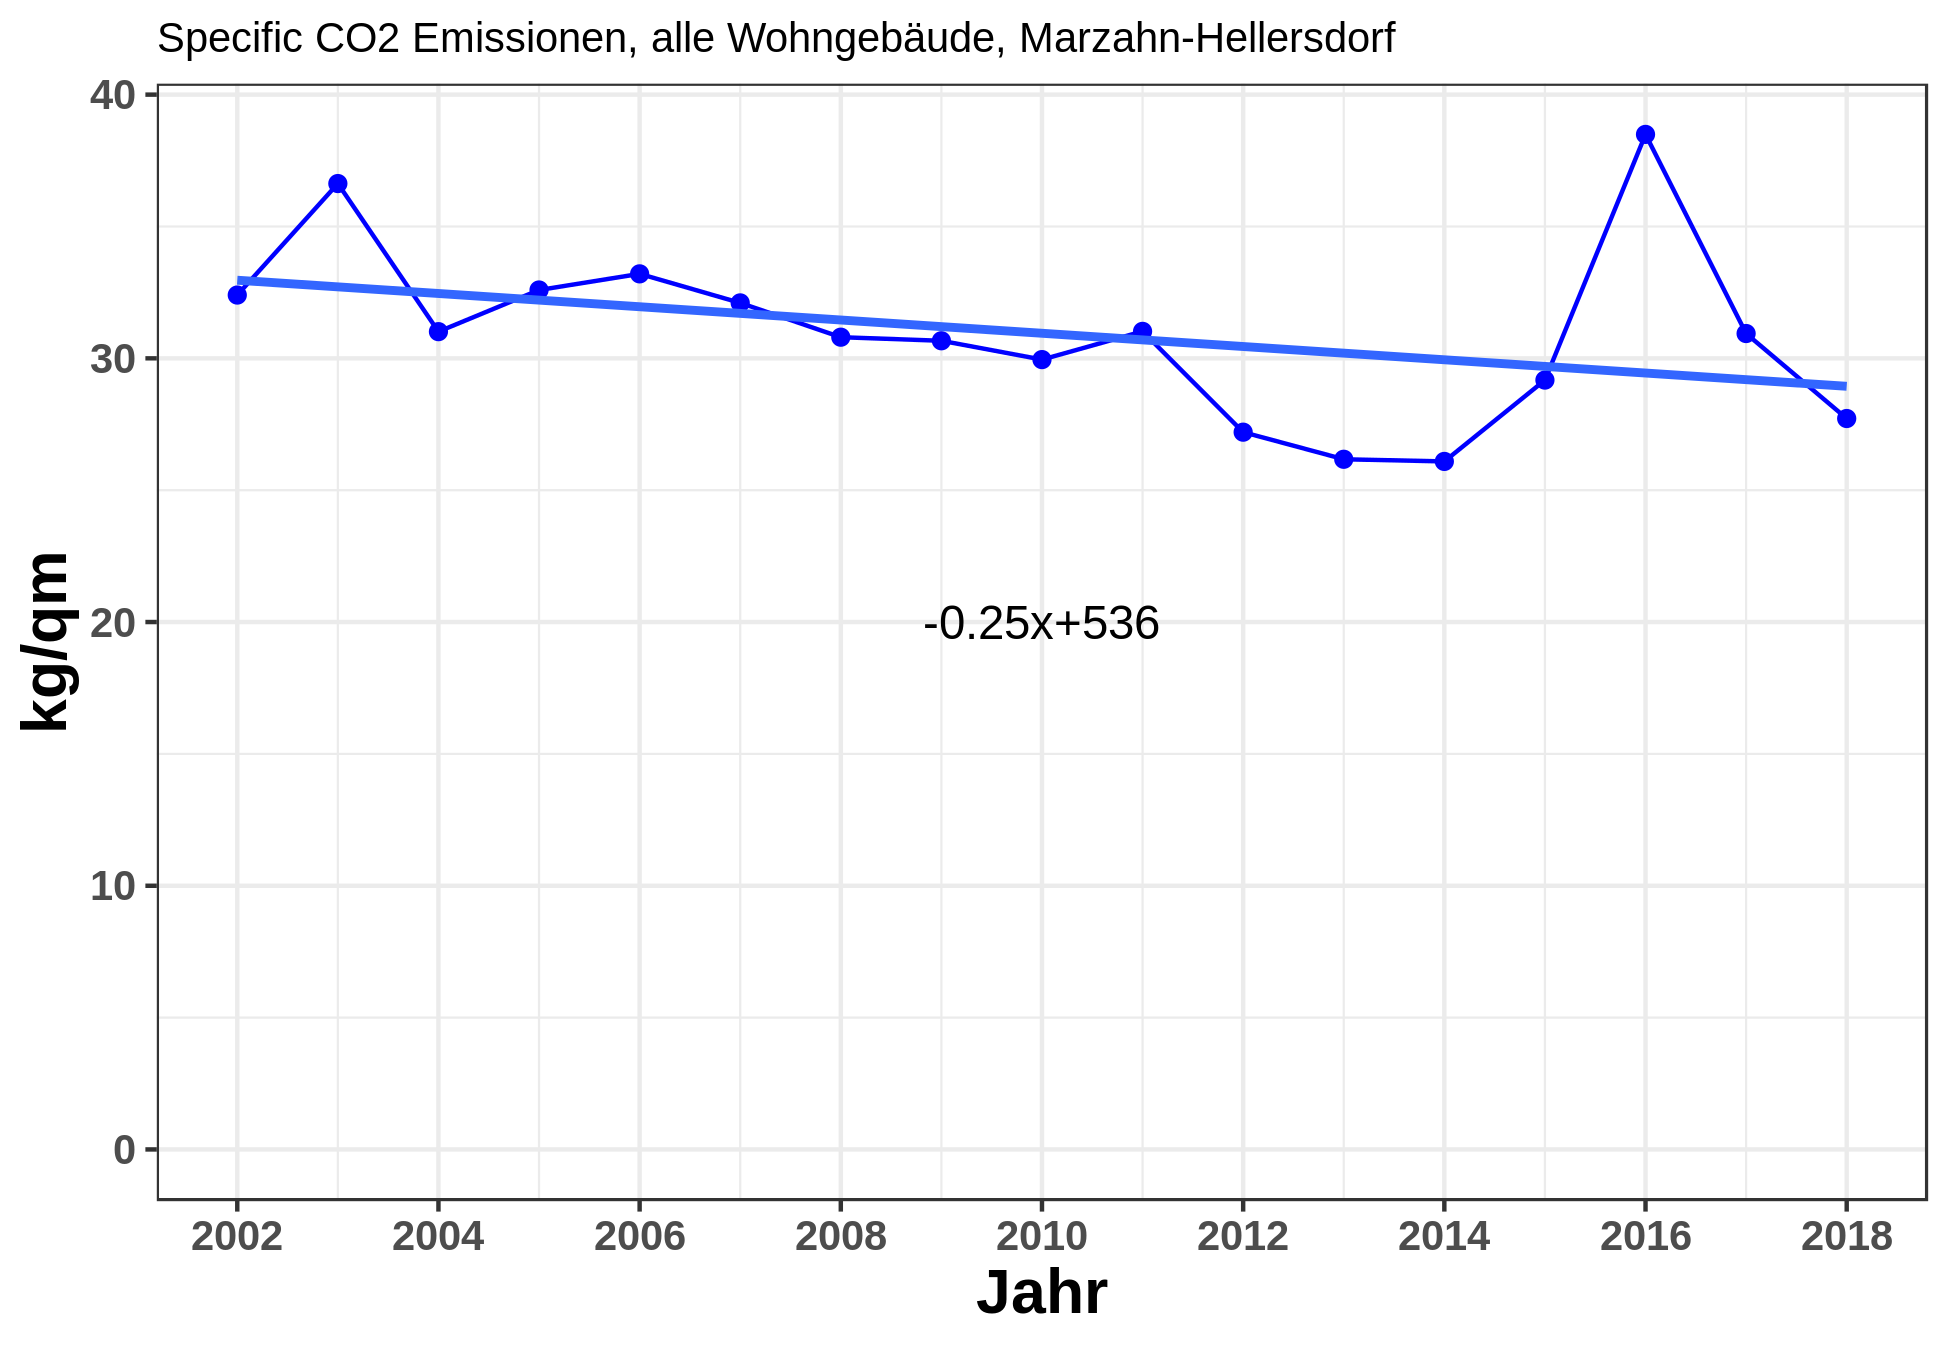 Specific CO2 Emissionen, alle Wohngebäude, Marzahn-Hellersdorf
40
30
20
10
0
kg/qm
-0.25x+536
2002 2004 2006 2008 2010 2012 2014 2016 2018
Jahr